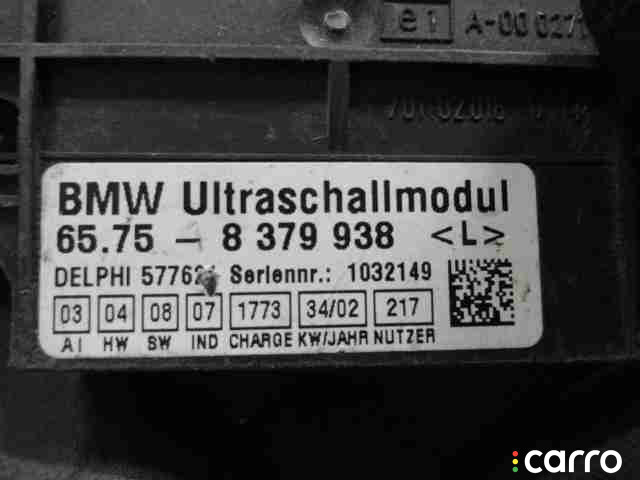 e1 A-00 0271
BMW Ultraschallmodul
65.75 - 8 379 938 <L>
DELPHI Seriennr.: 1032149
03 04 08 07 1773 34/02 217
AI HW SW IND CHARGE KW/JAHR NUTZER
carro